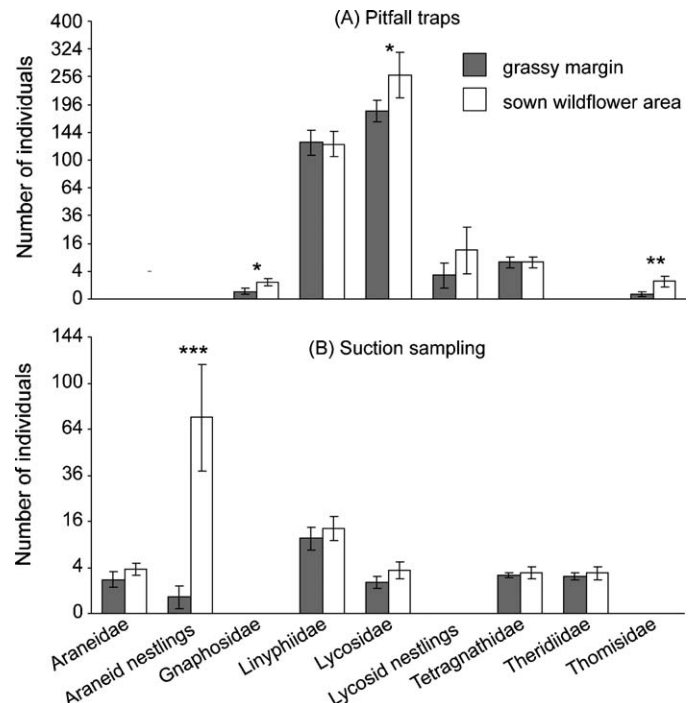 (A) Pitfall traps
Number of individuals
400
324
256
196
144
100
64
36
16
4
0
grassy margin
sown wildflower area
*
*
**
(B) Suction sampling
Number of individuals
144
100
64
36
16
4
0
***
Araneidae
Araneid nestlings
Gnaphosidae
Linyphiidae
Lycosidae
Lycosid nestlings
Tetragnathidae
Theridiidae
Thomisidae